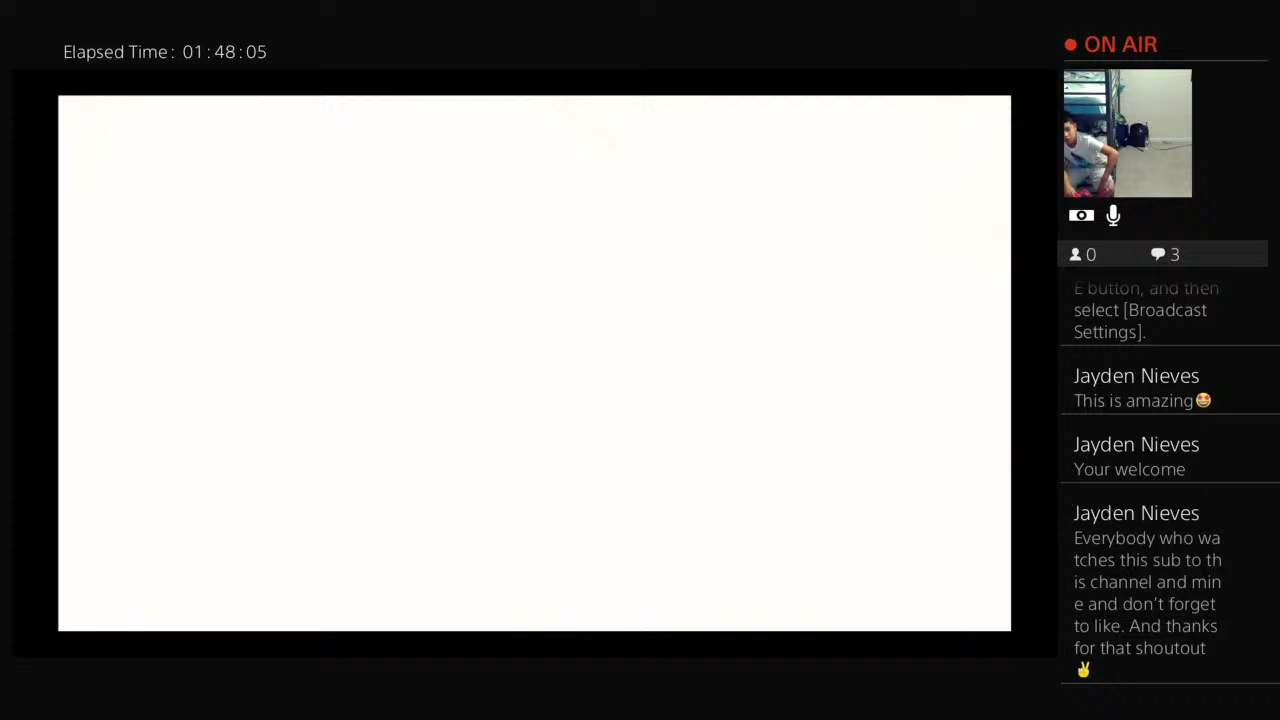 Elapsed Time: 01:48:05
ON AIR
0 3
E button, and then
select [Broadcast
Settings].
Jayden Nieves
This is amazing🤩
Jayden Nieves
Your welcome
Jayden Nieves
Everybody who wa
tches this sub to th
is channel and min
e and don't forget
to like. And thanks
for that shoutout
✌